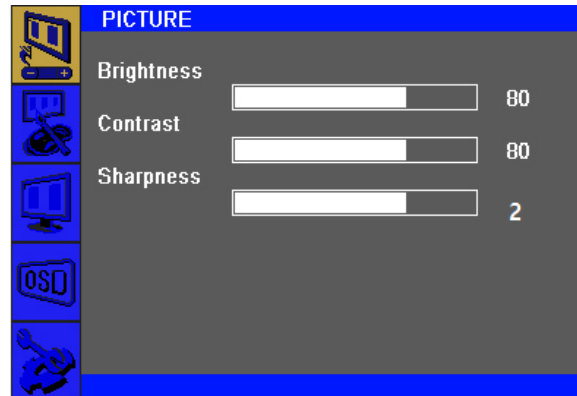 PICTURE
Brightness
80
Contrast
80
Sharpness
2
OSD